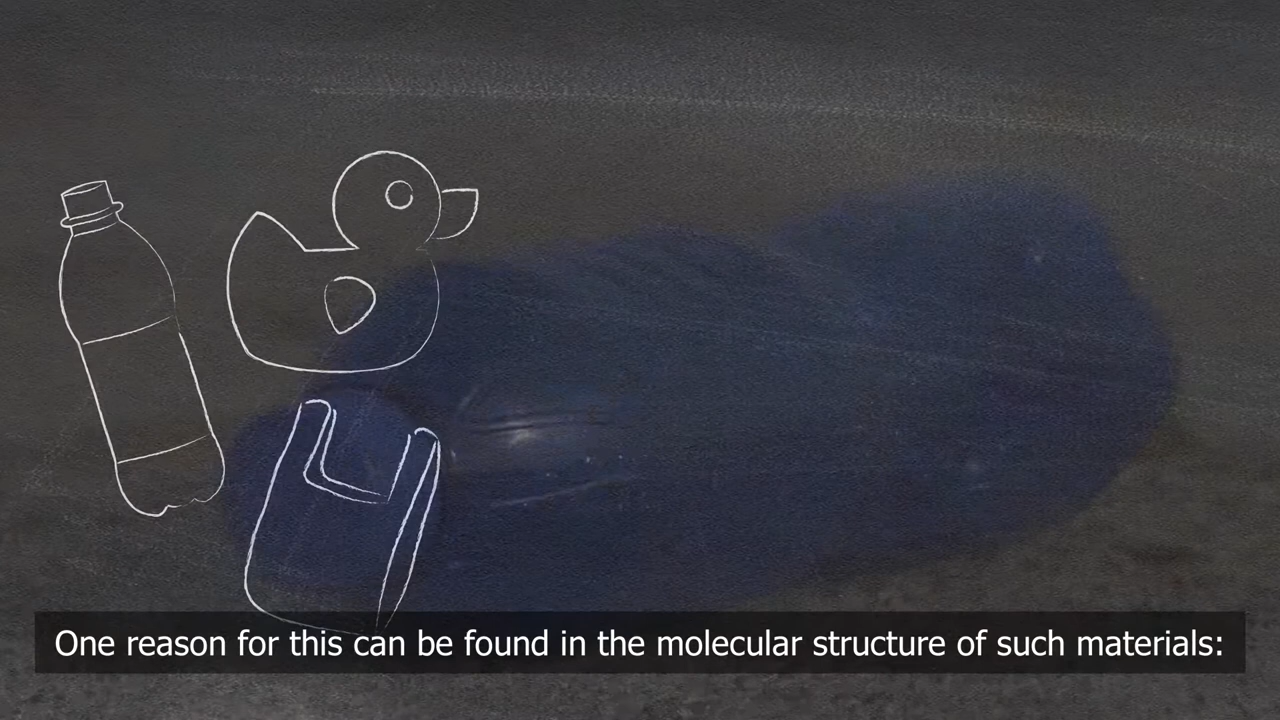 One reason for this can be found in the molecular structure of such materials: